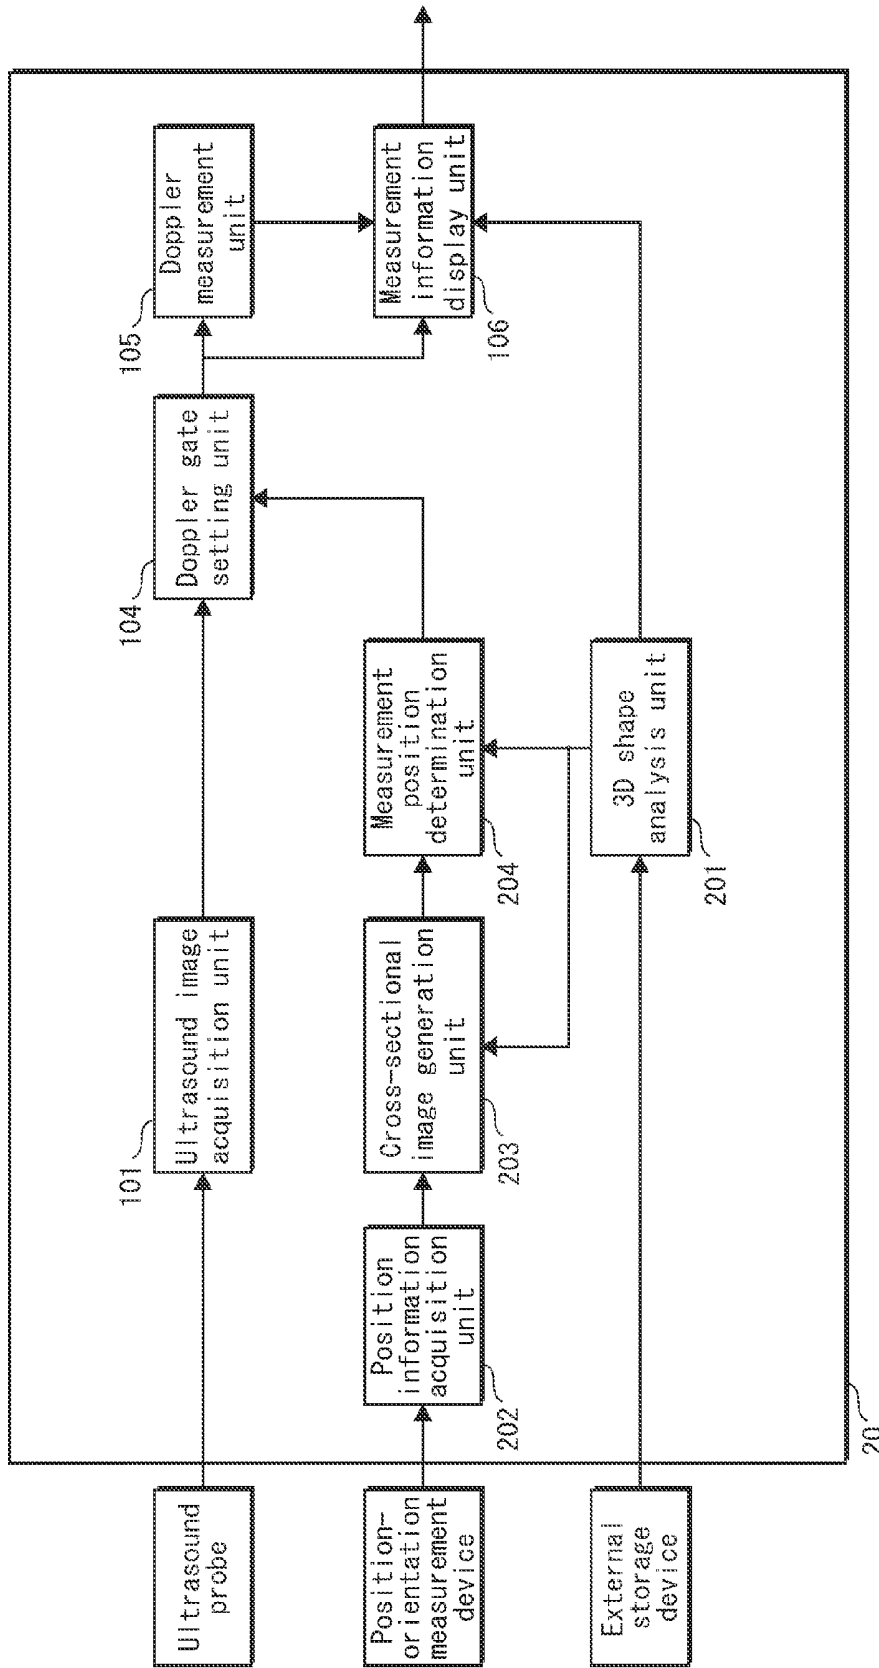 Ultrasound
probe
Position-
orientation
measurement
device
External
storage
device
101
Ultrasound image
acquisition unit
104
Doppler gate
setting unit
105
Doppler
measurement
unit
Position
information
acquisition
unit
202
Cross-sectional
image generation
unit
203
Measurement
position
determination
unit
204
Measurement
information
display unit
106
3D shape
analysis unit
201
20